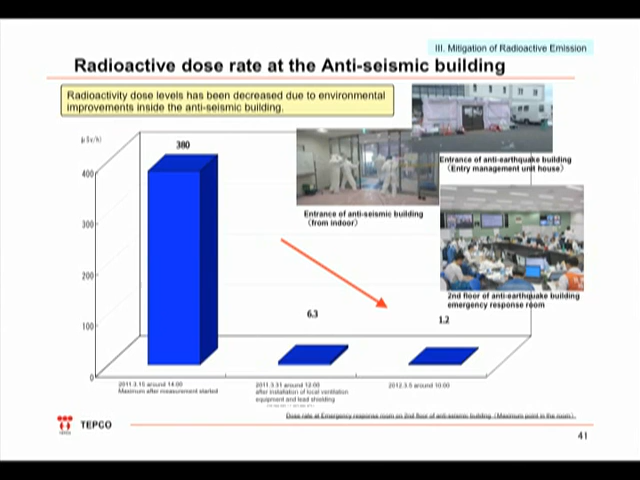 III. Mitigation of Radioactive Emission
Radioactive dose rate at the Anti-seismic building
Radioactivity dose levels has been decreased due to environmental
improvements inside the anti-seismic building.
Entrance of anti-earthquake building
(Entry management unit house)
Entrance of anti-seismic building
(from indoor)
2nd floor of anti-earthquake building
emergency response room
400
300
200
100
0
380
6.3
1.2
2011.3.15 around 14:00
Maximum after measurement started
2011.3.31 around 12:00
after installation of local ventilation
equipment and lead shielding
2012.3.5 around 10:00
Dose rate at Emergency response room on 2nd floor of anti-seismic building (Maximum point in the room).
TEPCO
41